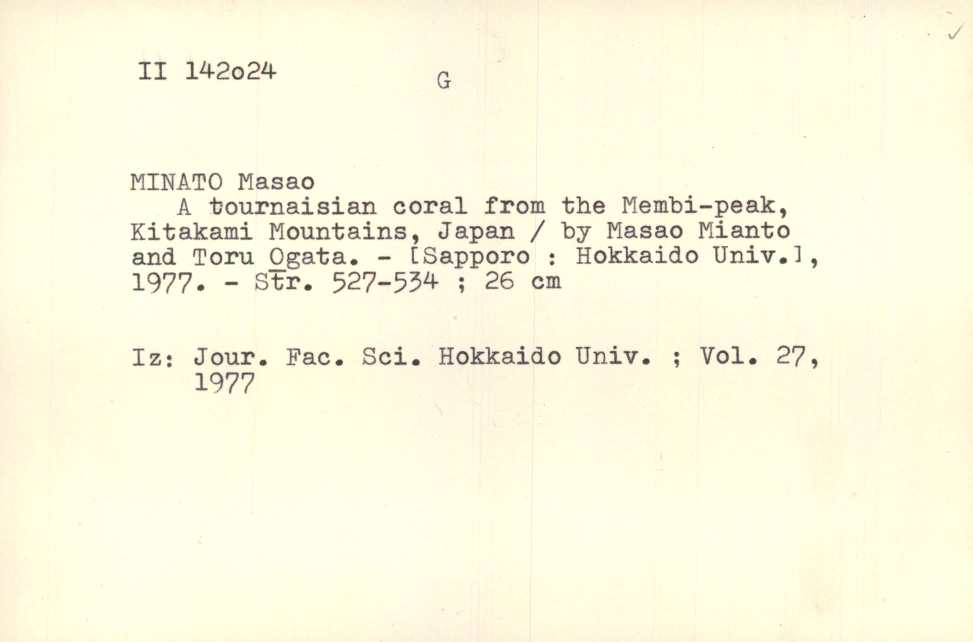 II 142o24
G
MINATO Masao
A tournaisian coral from the Membi-peak,
Kitakami Mountains, Japan / by Masao Mianto
and Toru Ogata. - [Sapporo : Hokkaido Univ.],
1977. - Str. 527-534 ; 26 cm
Iz: Jour. Fac. Sci. Hokkaido Univ. ; Vol. 27,
1977